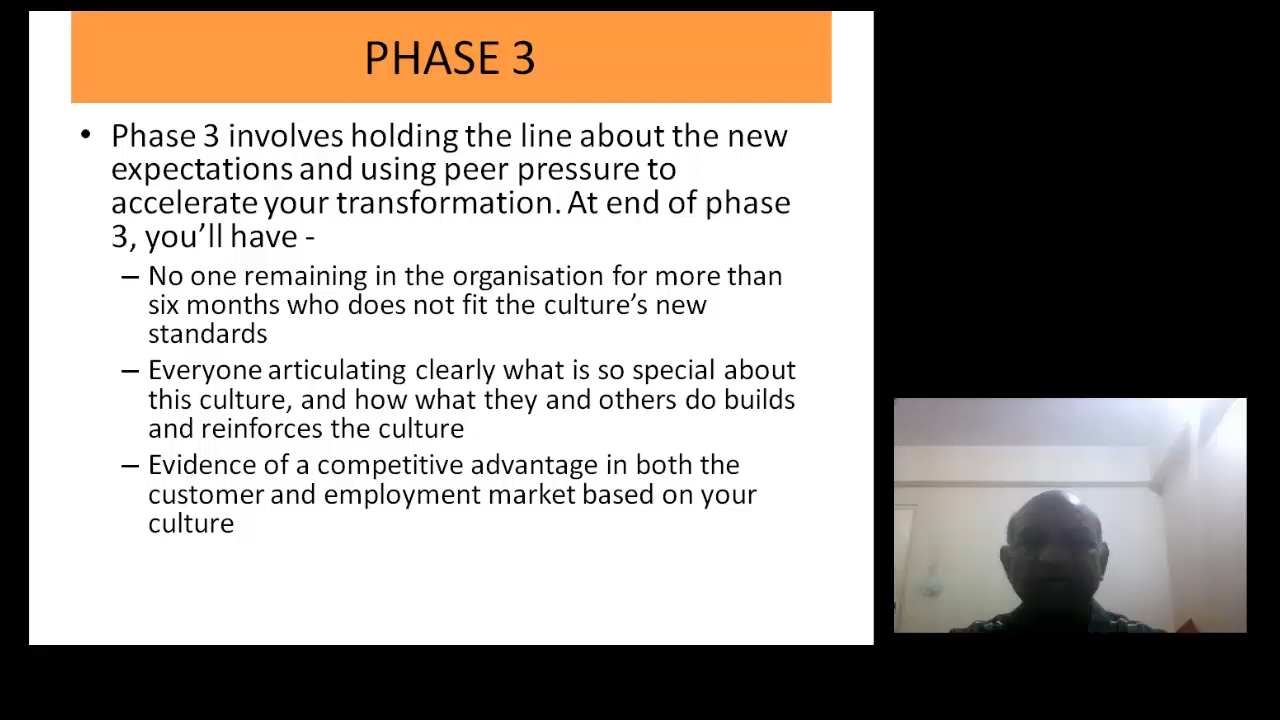 PHASE 3
• Phase 3 involves holding the line about the new
expectations and using peer pressure to
accelerate your transformation. At end of phase
3, you’ll have -
– No one remaining in the organisation for more than
six months who does not fit the culture’s new
standards
– Everyone articulating clearly what is so special about
this culture, and how what they and others do builds
and reinforces the culture
– Evidence of a competitive advantage in both the
customer and employment market based on your
culture